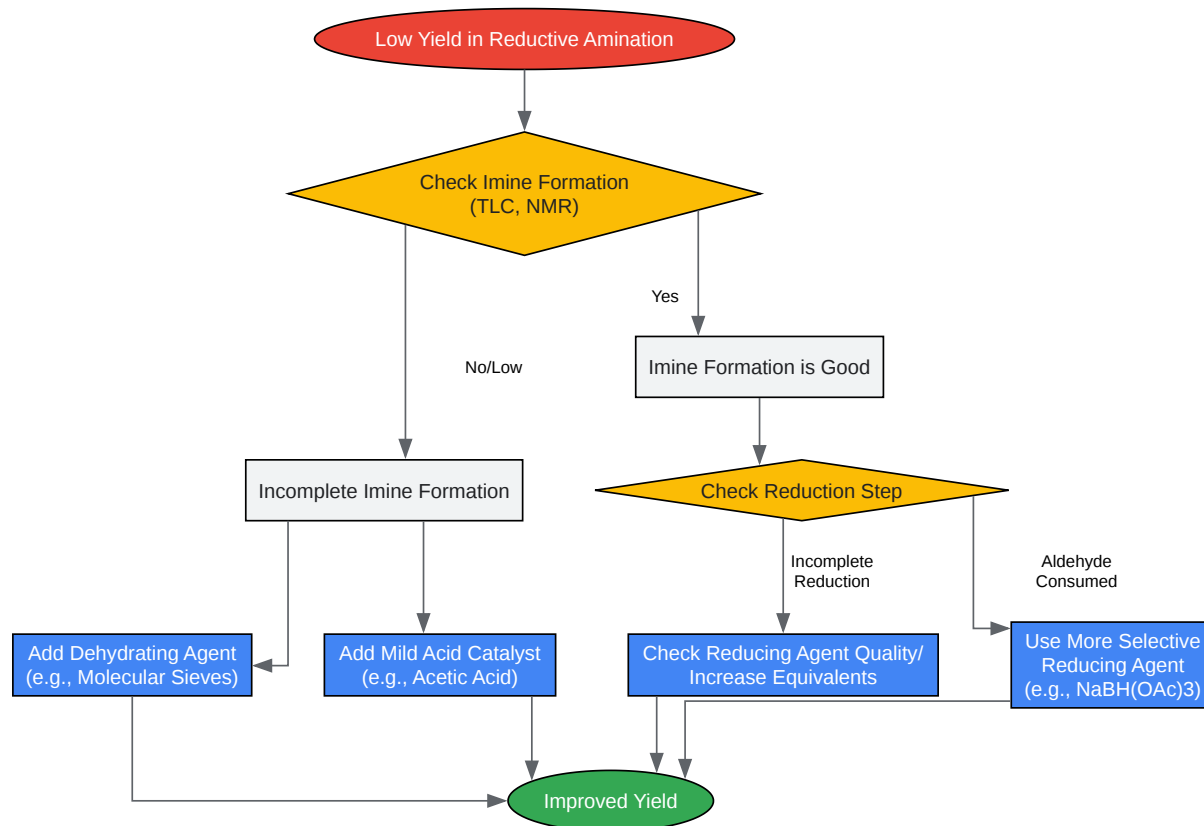 Low Yield in Reductive Amination
Check Imine Formation
(TLC, NMR)
Yes
No/Low
Imine Formation is Good
Incomplete Imine Formation
Check Reduction Step
Incomplete
Reduction
Aldehyde
Consumed
Add Dehydrating Agent
(e.g., Molecular Sieves)
Add Mild Acid Catalyst
(e.g., Acetic Acid)
Check Reducing Agent Quality/
Increase Equivalents
Use More Selective
Reducing Agent
(e.g., NaBH(OAc)3)
Improved Yield